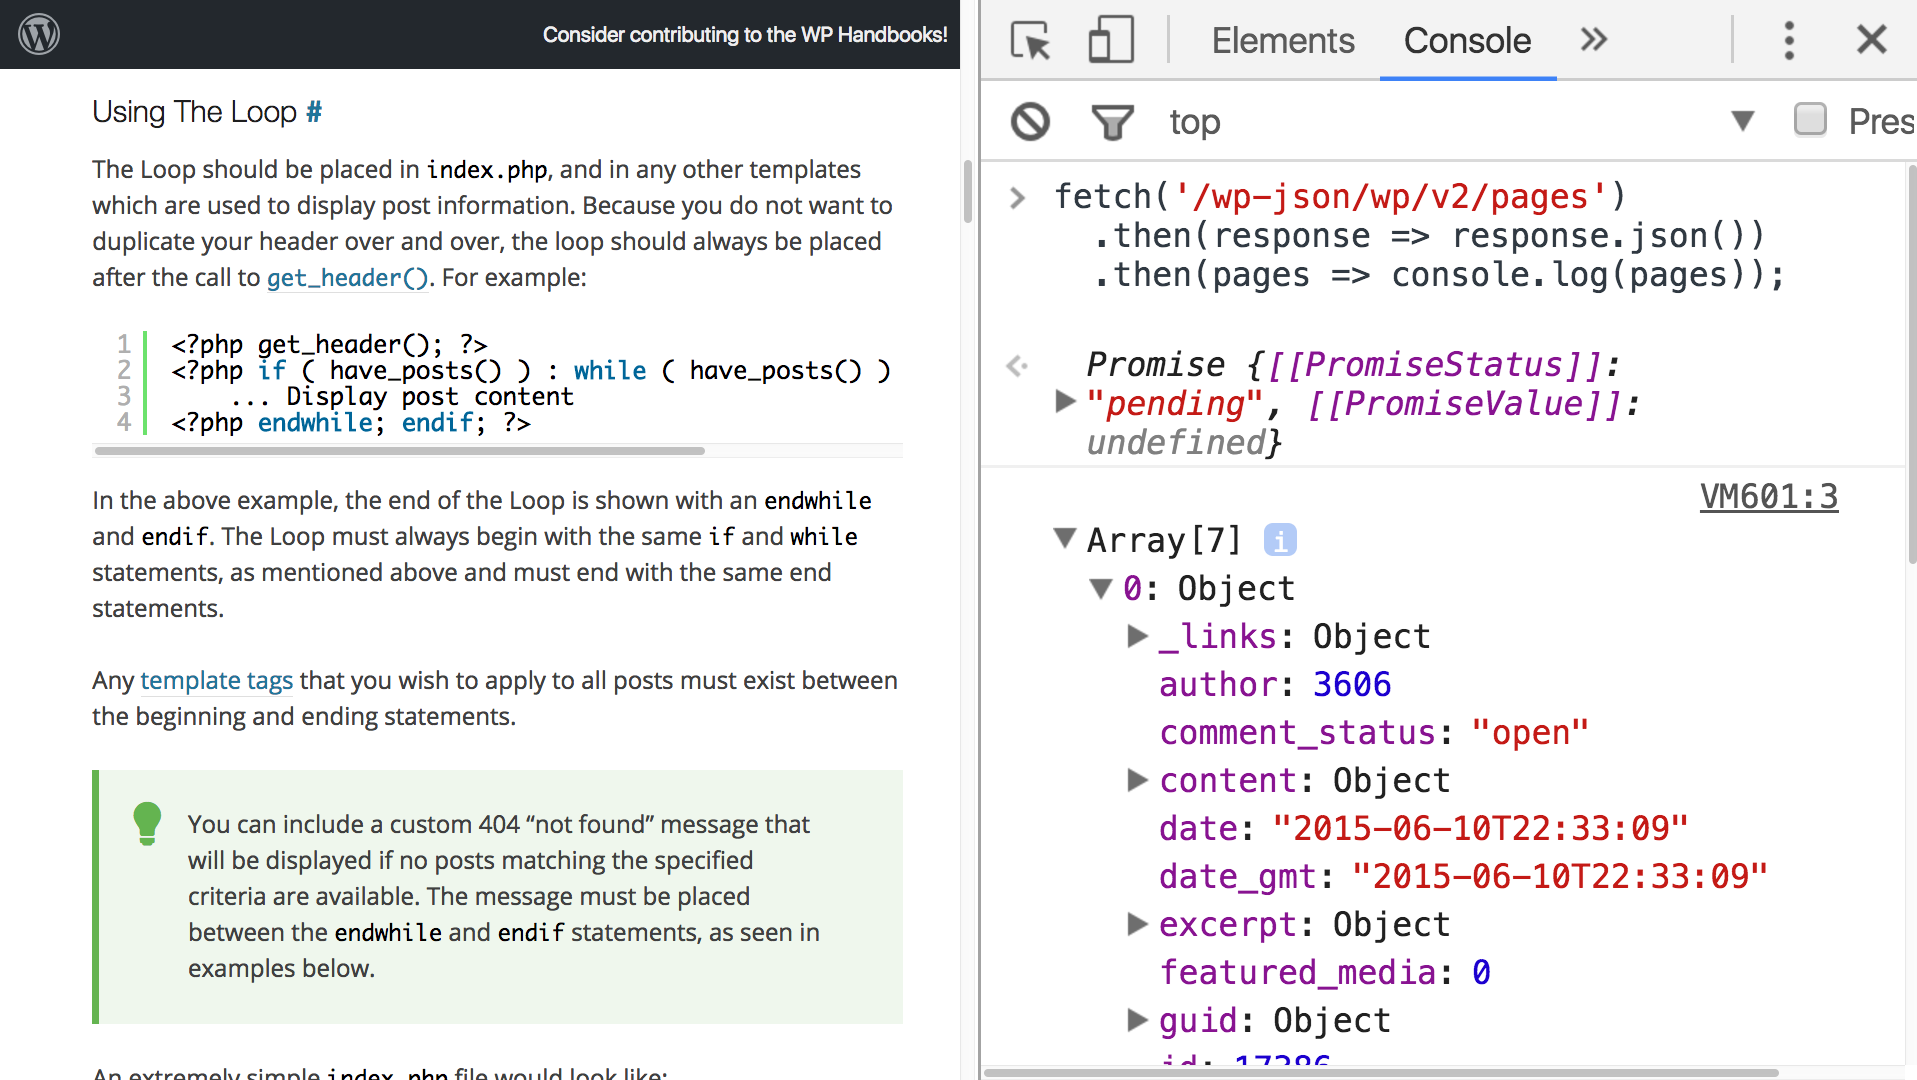 Consider contributing to the WP Handbooks!
Using The Loop #
The Loop should be placed in index.php, and in any other templates
which are used to display post information. Because you do not want to
duplicate your header over and over, the loop should always be placed
after the call to get_header(). For example:
1 <?php get_header(); ?>
2 <?php if ( have_posts() ) : while ( have_posts() )
3 ... Display post content
4 <?php endwhile; endif; ?>
In the above example, the end of the Loop is shown with an endwhile
and endif. The Loop must always begin with the same if and while
statements, as mentioned above and must end with the same end
statements.
Any template tags that you wish to apply to all posts must exist between
the beginning and ending statements.
You can include a custom 404 “not found” message that
will be displayed if no posts matching the specified
criteria are available. The message must be placed
between the endwhile and endif statements, as seen in
examples below.
An extremely simple index.php file would look like:
Elements Console »
top Pres
> fetch('/wp-json/wp/v2/pages')
.then(response => response.json())
.then(pages => console.log(pages));
Promise {[[PromiseStatus]]:
"pending", [[PromiseValue]]:
undefined}
VM601:3
Array[7] i
0: Object
_links: Object
author: 3606
comment_status: "open"
content: Object
date: "2015-06-10T22:33:09"
date_gmt: "2015-06-10T22:33:09"
excerpt: Object
featured_media: 0
guid: Object
id: 17386